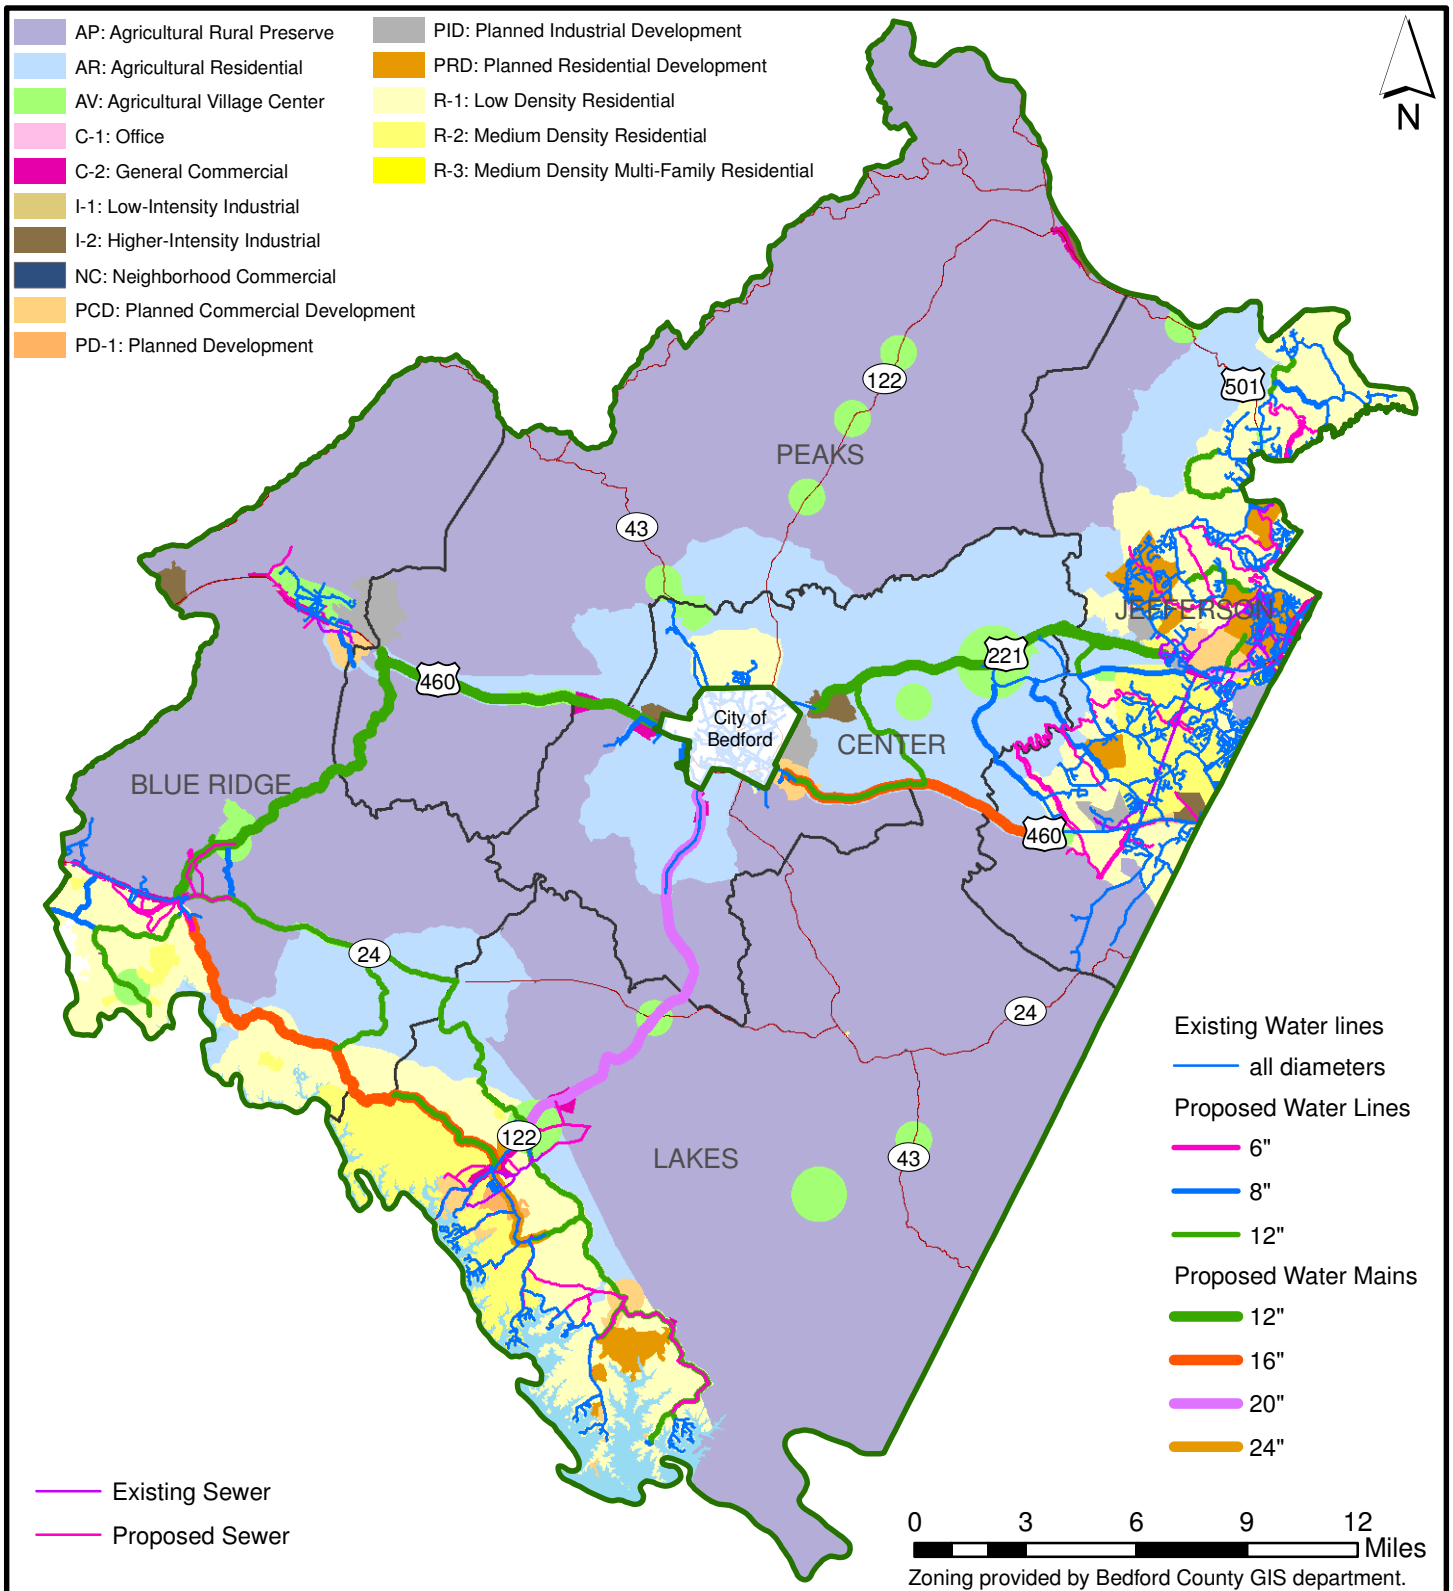 AP: Agricultural Rural Preserve
AR: Agricultural Residential
AV: Agricultural Village Center
C-1: Office
C-2: General Commercial
I-1: Low-Intensity Industrial
I-2: Higher-Intensity Industrial
NC: Neighborhood Commercial
PCD: Planned Commercial Development
PD-1: Planned Development
PID: Planned Industrial Development
PRD: Planned Residential Development
R-1: Low Density Residential
R-2: Medium Density Residential
R-3: Medium Density Multi-Family Residential
N
122
501
PEAKS
43
JEFFERSON
221
460
City of
Bedford
CENTER
BLUE RIDGE
460
24
24
122
LAKES
43
Existing Water lines
all diameters
Proposed Water Lines
6"
8"
12"
Proposed Water Mains
12"
16"
20"
24"
Existing Sewer
Proposed Sewer
0 3 6 9 12
Miles
Zoning provided by Bedford County GIS department.